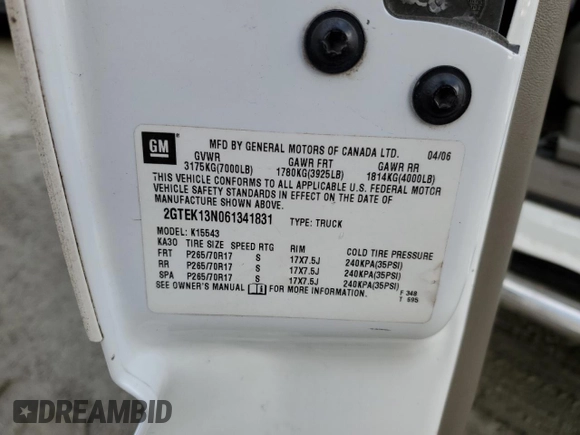 GM
MFD BY GENERAL MOTORS OF CANADA LTD. 04/06
GVWR GAWR FRT GAWR RR
3175KG(7000LB) 1780KG(3925LB) 1814KG(4000LB)
THIS VEHICLE CONFORMS TO ALL APPLICABLE U.S. FEDERAL MOTOR
VEHICLE SAFETY STANDARDS IN EFFECT ON THE DATE OF
MANUFACTURE SHOWN ABOVE.
2GTEK13N061341831 TYPE: TRUCK
MODEL: K15543
KA30 TIRE SIZE SPEED RTG RIM COLD TIRE PRESSURE
FRT P265/70R17 S 17X7.5J 240KPA(35PSI)
RR P265/70R17 S 17X7.5J 240KPA(35PSI)
SPA P265/70R17 S 17X7.5J 240KPA(35PSI)
SEE OWNER'S MANUAL FOR MORE INFORMATION.
F 348
T 695
DREAMBID